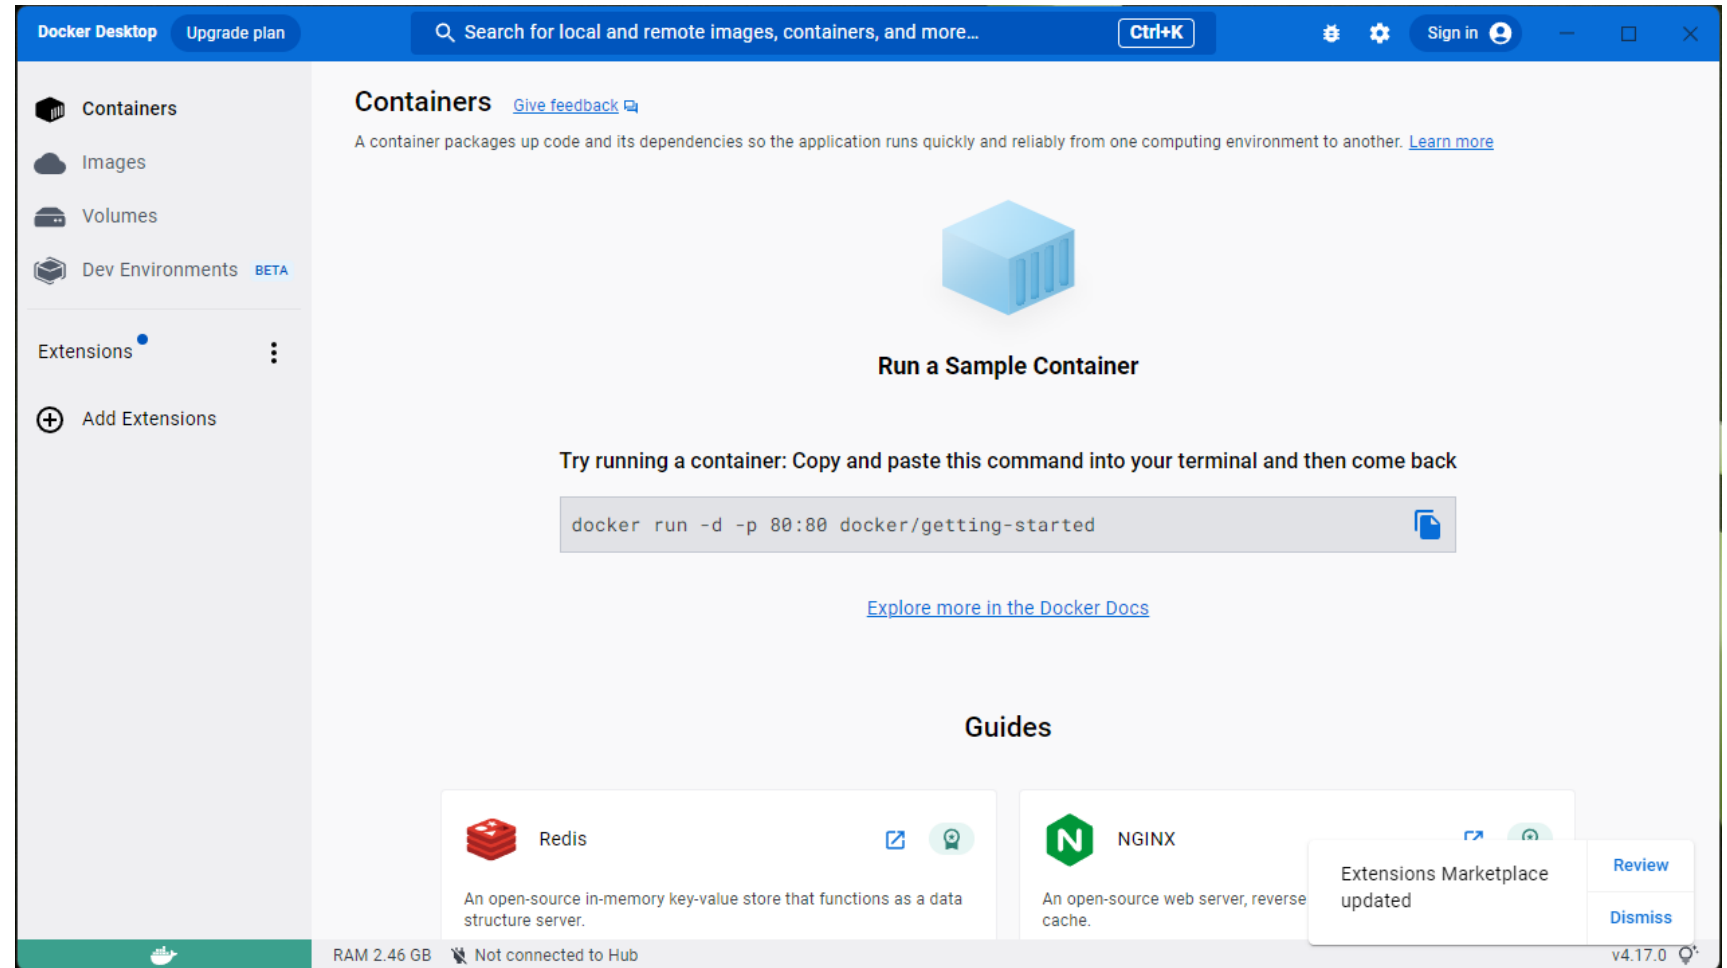 Docker Desktop
Upgrade plan
Search for local and remote images, containers, and more...
Ctrl+K
Sign in
Containers
Images
Volumes
Dev Environments BETA
Extensions
Add Extensions
Containers
Give feedback
A container packages up code and its dependencies so the application runs quickly and reliably from one computing environment to another. Learn more
Run a Sample Container
Try running a container: Copy and paste this command into your terminal and then come back
docker run -d -p 80:80 docker/getting-started
Explore more in the Docker Docs
Guides
Redis
An open-source in-memory key-value store that functions as a data
structure server.
N
NGINX
An open-source web server, reverse
cache.
Extensions Marketplace
updated
Review
Dismiss
RAM 2.46 GB
Not connected to Hub
v4.17.0